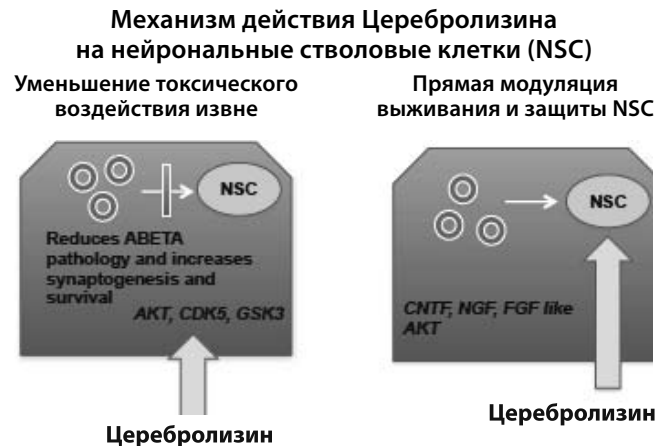 Механизм действия Церебролизина
на нейрональные стволовые клетки (NSC)
Уменьшение токсического
воздействия извне
NSC
Reduces ABETA
pathology and increases
synaptogenesis and
survival
AKT, CDK5, GSK3
Церебролизин
Прямая модуляция
выживания и защиты NSC
NSC
CNTF, NGF, FGF like
AKT
Церебролизин